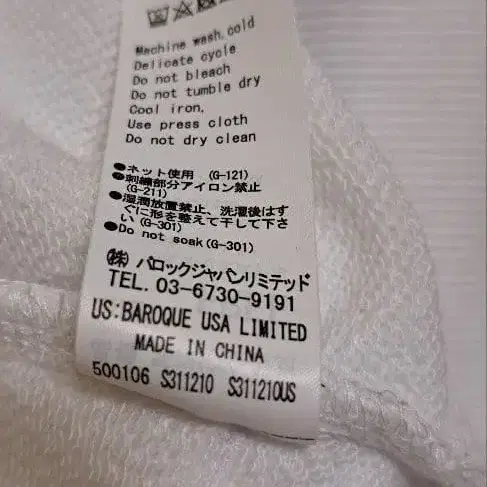 Machine wash,cold
Delicate cycle
Do not bleach
Do not tumble dry
Cool iron,
Use press cloth
Do not dry clean
●ネット使用 (G-121)
●刺繍部分アイロン禁止
(G-211)
●湿潤放置禁止、洗濯後はす
ぐに形を整えて干して下さ
い(G-301)
●Do not soak(G-301)
㈱ バロックジャパンリミテッド
TEL. 03-6730-9191
US:BAROQUE USA LIMITED
MADE IN CHINA
500106 S311210 S311210US